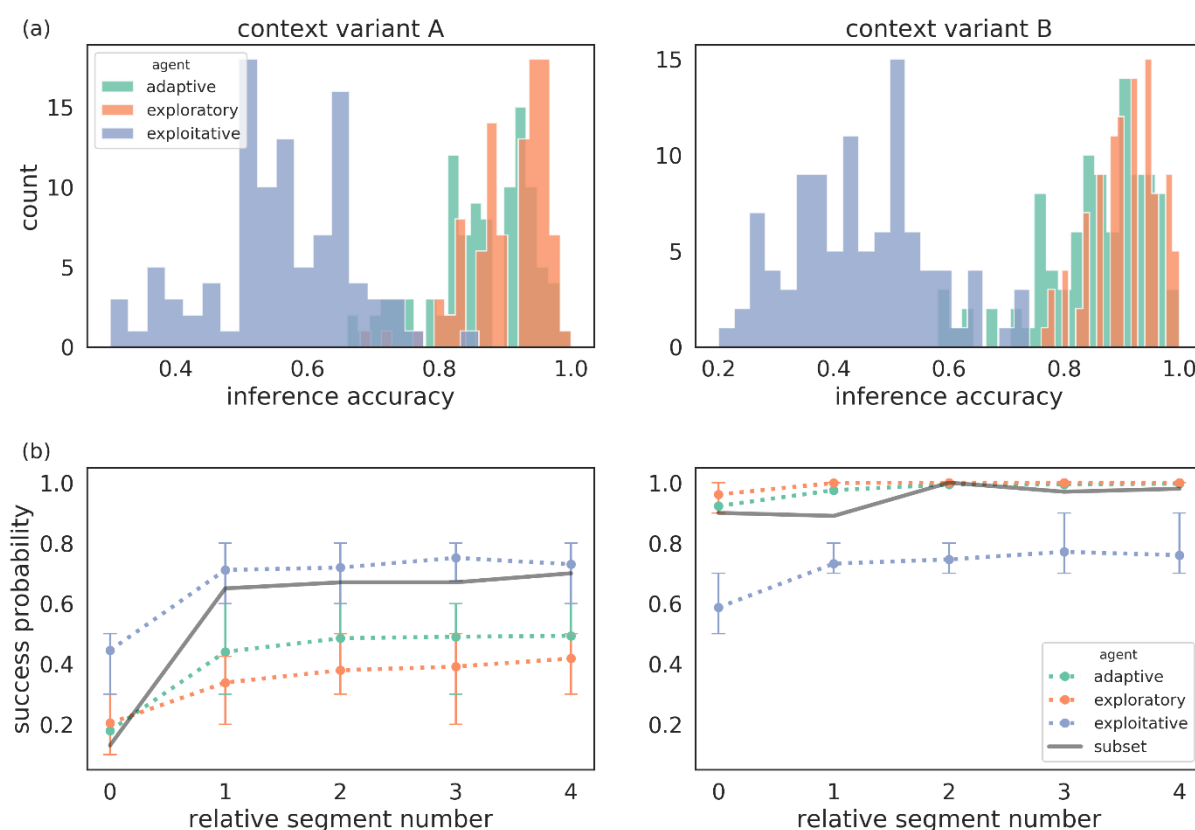 (a)
context variant A
context variant B
agent
adaptive
exploratory
exploitative
count
15
10
5
0
0.4
0.6
0.8
1.0
inference accuracy
15
10
5
0
0.2
0.4
0.6
0.8
1.0
inference accuracy
(b)
success probability
1.0
0.8
0.6
0.4
0.2
0
1
2
3
4
relative segment number
1.0
0.8
0.6
0.4
0.2
agent
adaptive
exploratory
exploitative
subset
0
1
2
3
4
relative segment number